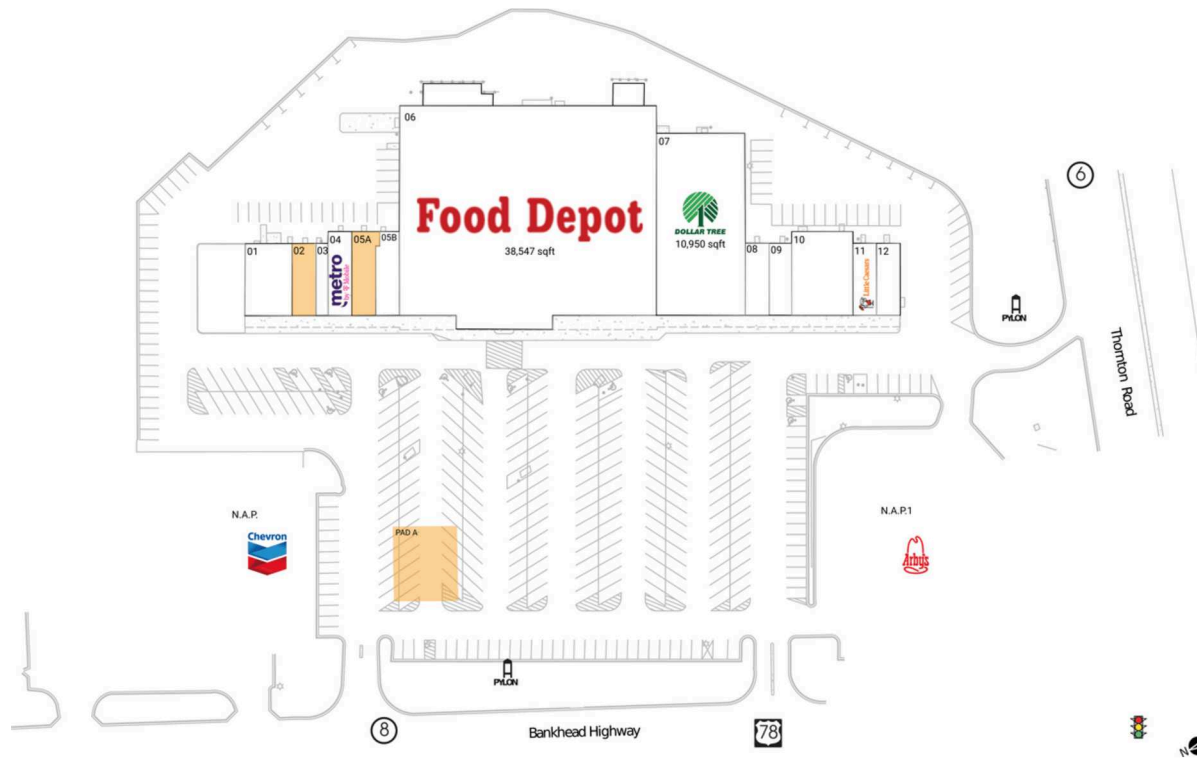 06
07
Food Depot
38,547 sqft
DOLLAR TREE
10,950 sqft
01
02
03
04
05A
05B
08
09
10
11
12
metro
by T Mobile
Little Caesars
6
PYLON
Thornton Road
N.A.P.
Chevron
PAD A
N.A.P.1
Arby's
PYLON
8
Bankhead Highway
78
N